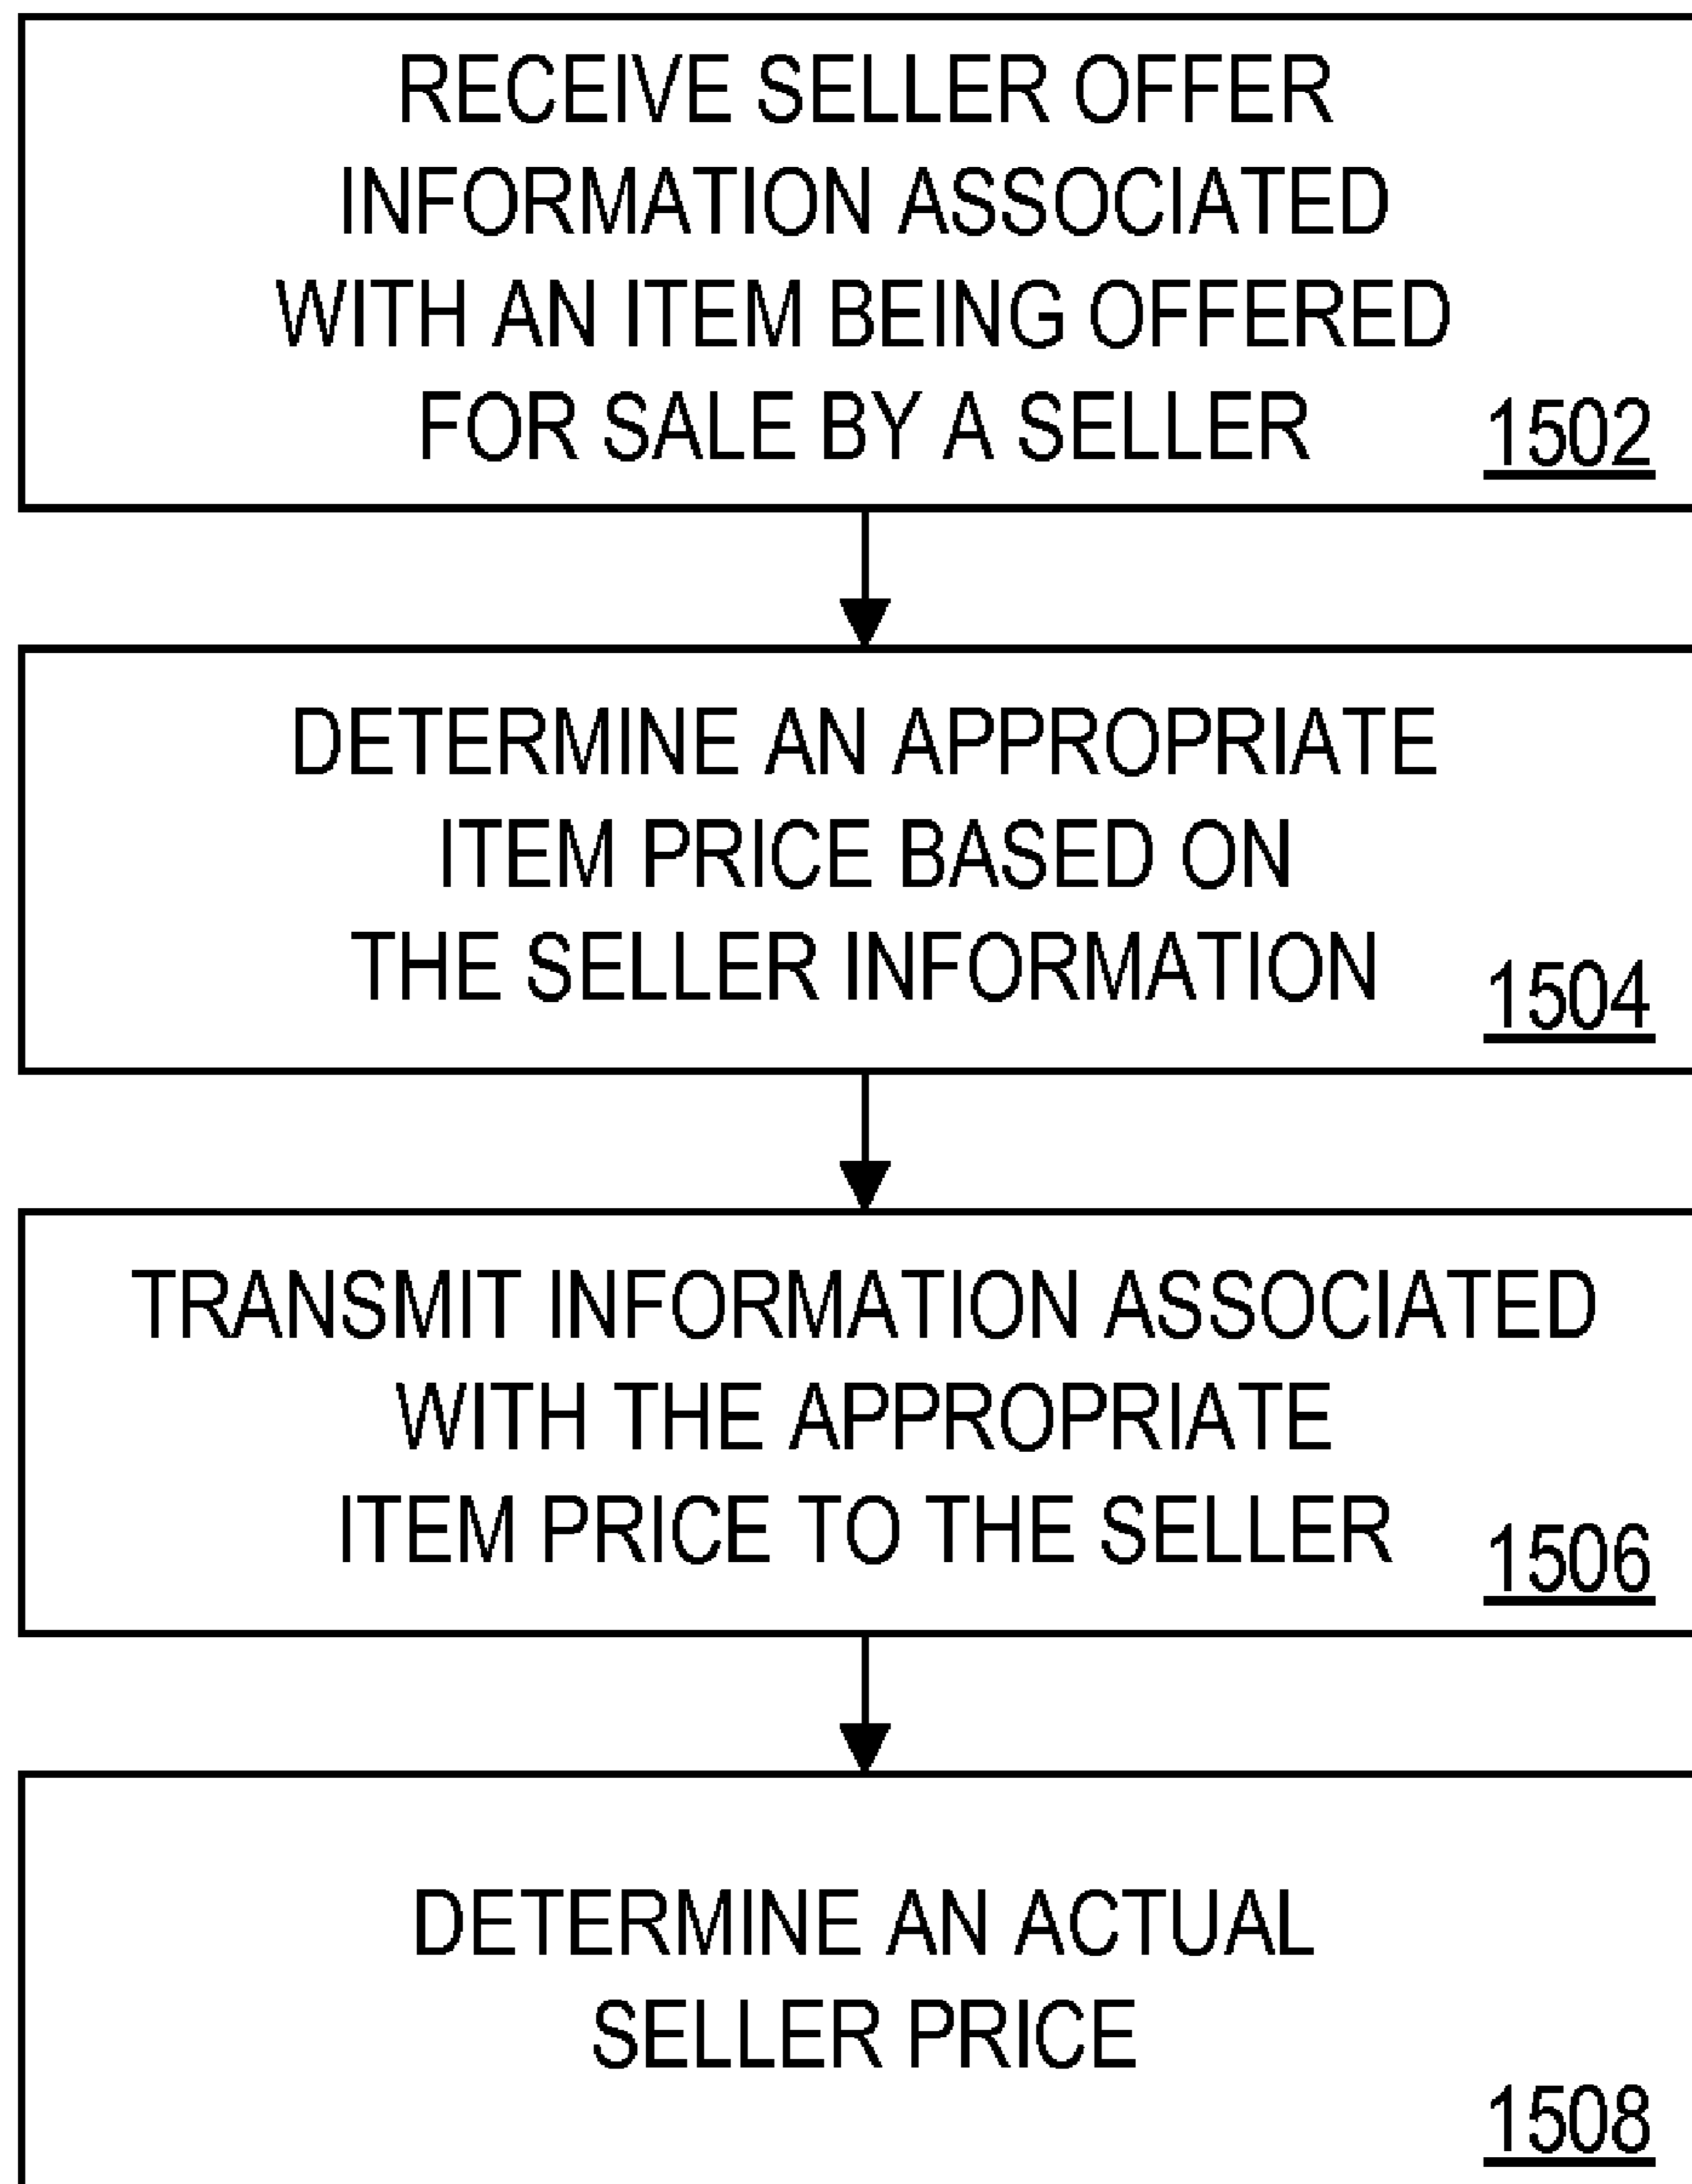 RECEIVE SELLER OFFER
INFORMATION ASSOCIATED
WITH AN ITEM BEING OFFERED
FOR SALE BY A SELLER
1502
DETERMINE AN APPROPRIATE
ITEM PRICE BASED ON
THE SELLER INFORMATION
1504
TRANSMIT INFORMATION ASSOCIATED
WITH THE APPROPRIATE
ITEM PRICE TO THE SELLER
1506
DETERMINE AN ACTUAL
SELLER PRICE
1508